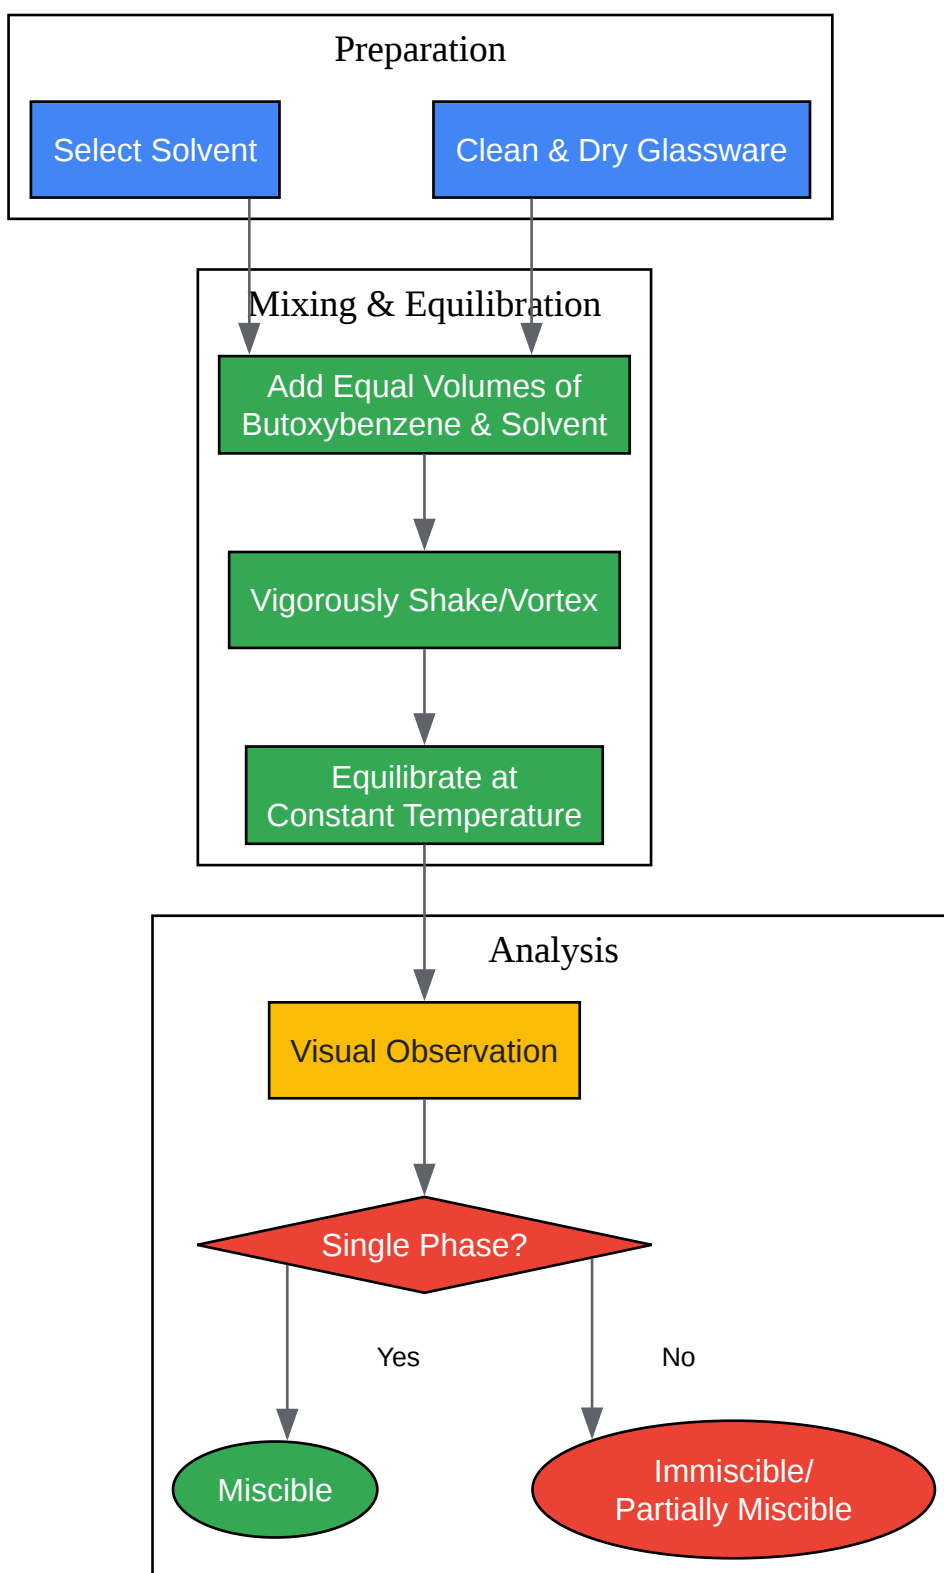 Preparation
Select Solvent
Clean & Dry Glassware
Mixing & Equilibration
Add Equal Volumes of
Butoxybenzene & Solvent
Vigorously Shake/Vortex
Equilibrate at
Constant Temperature
Analysis
Visual Observation
Single Phase?
Yes
No
Miscible
Immiscible/
Partially Miscible